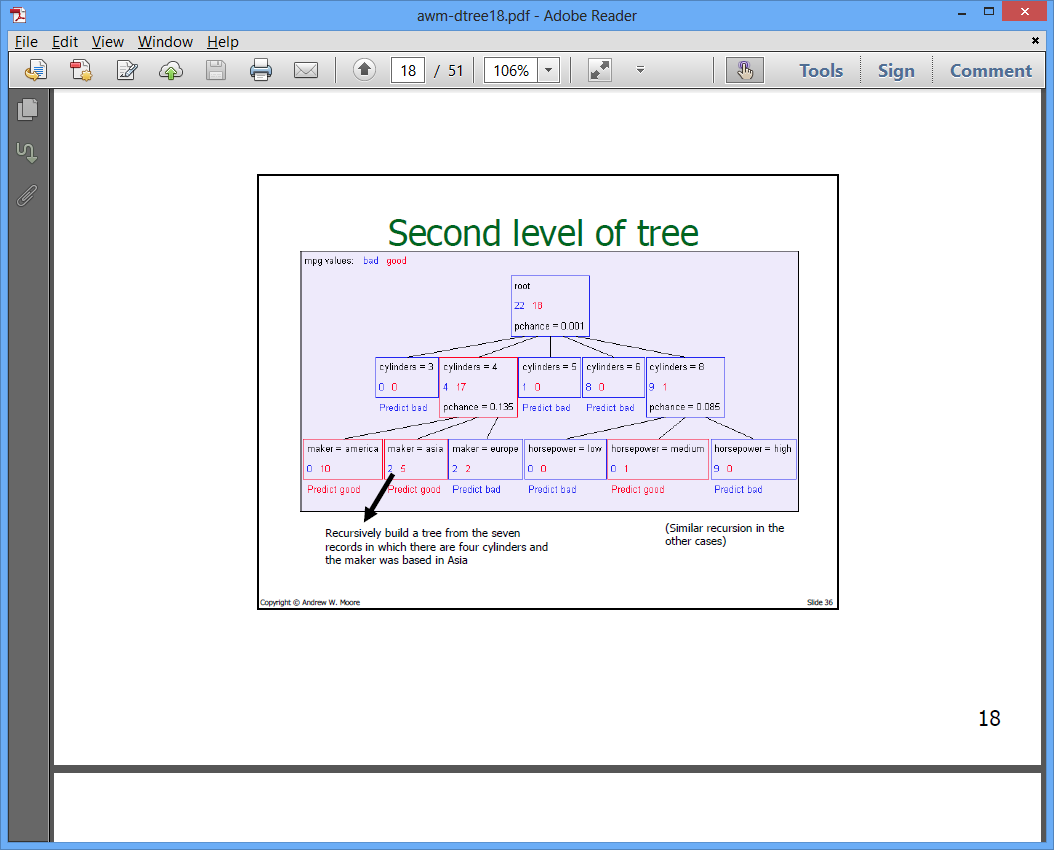 awm-dtree18.pdf - Adobe Reader
File Edit View Window Help
18 / 51 106% Tools Sign Comment
Second level of tree
mpg values: bad good
root
22 18
pchance = 0.001
cylinders = 3 cylinders = 4 cylinders = 5 cylinders = 6 cylinders = 8
0 0 4 17 1 0 8 0 9 1
Predict bad pchance = 0.135 Predict bad Predict bad pchance = 0.085
maker = america maker = asia maker = europe horsepower = low horsepower = medium horsepower = high
0 10 2 5 2 2 0 0 0 1 9 0
Predict good Predict good Predict bad Predict bad Predict good Predict bad
Recursively build a tree from the seven
records in which there are four cylinders and
the maker was based in Asia
(Similar recursion in the
other cases)
Copyright © Andrew W. Moore Slide 36
18